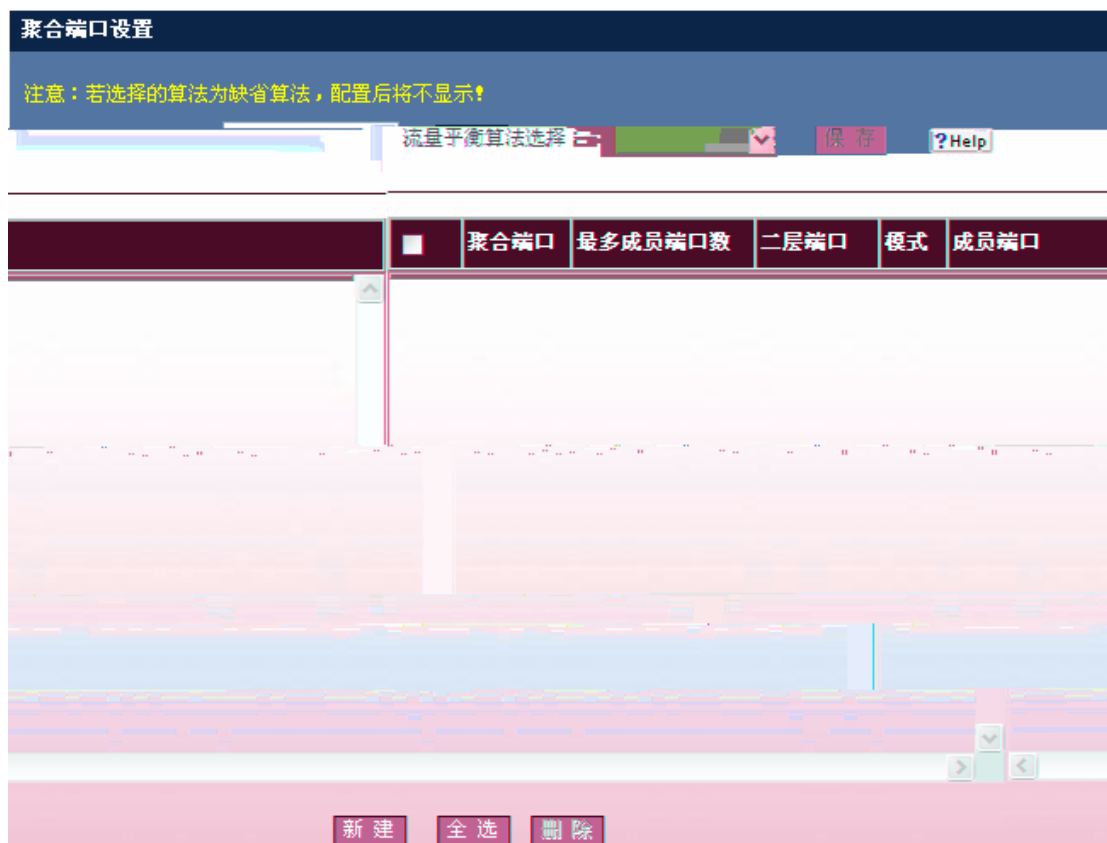 聚合端口设置
注意：若选择的算法为缺省算法，配置后将不显示！
流量平衡算法选择 保 存 ?Help
聚合端口 最多成员端口数 二层端口 模式 成员端口
新 建 全 选 删 除